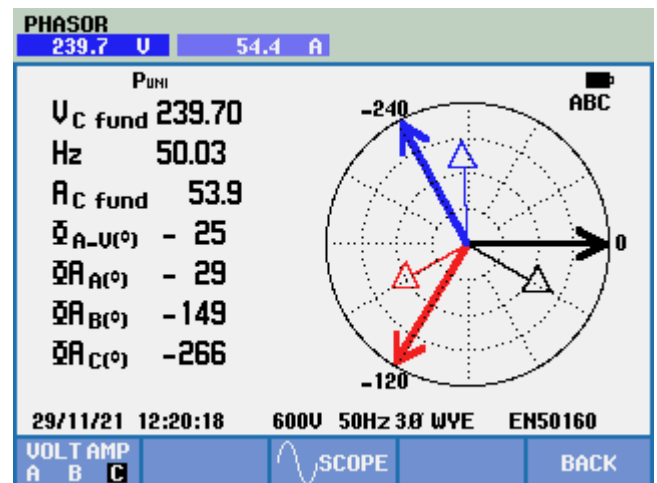 PHASOR
239.7 V 54.4 A
PUNI
ABC
VC fund 239.70
Hz 50.03
AC fund 53.9
ΦA-V(°) - 25
ΦAA(°) - 29
ΦAB(°) -149
ΦAC(°) -266
-240
0
-120
29/11/21 12:20:18 600V 50Hz 3.Ø WYE EN50160
VOLT AMP
A B C
SCOPE
BACK